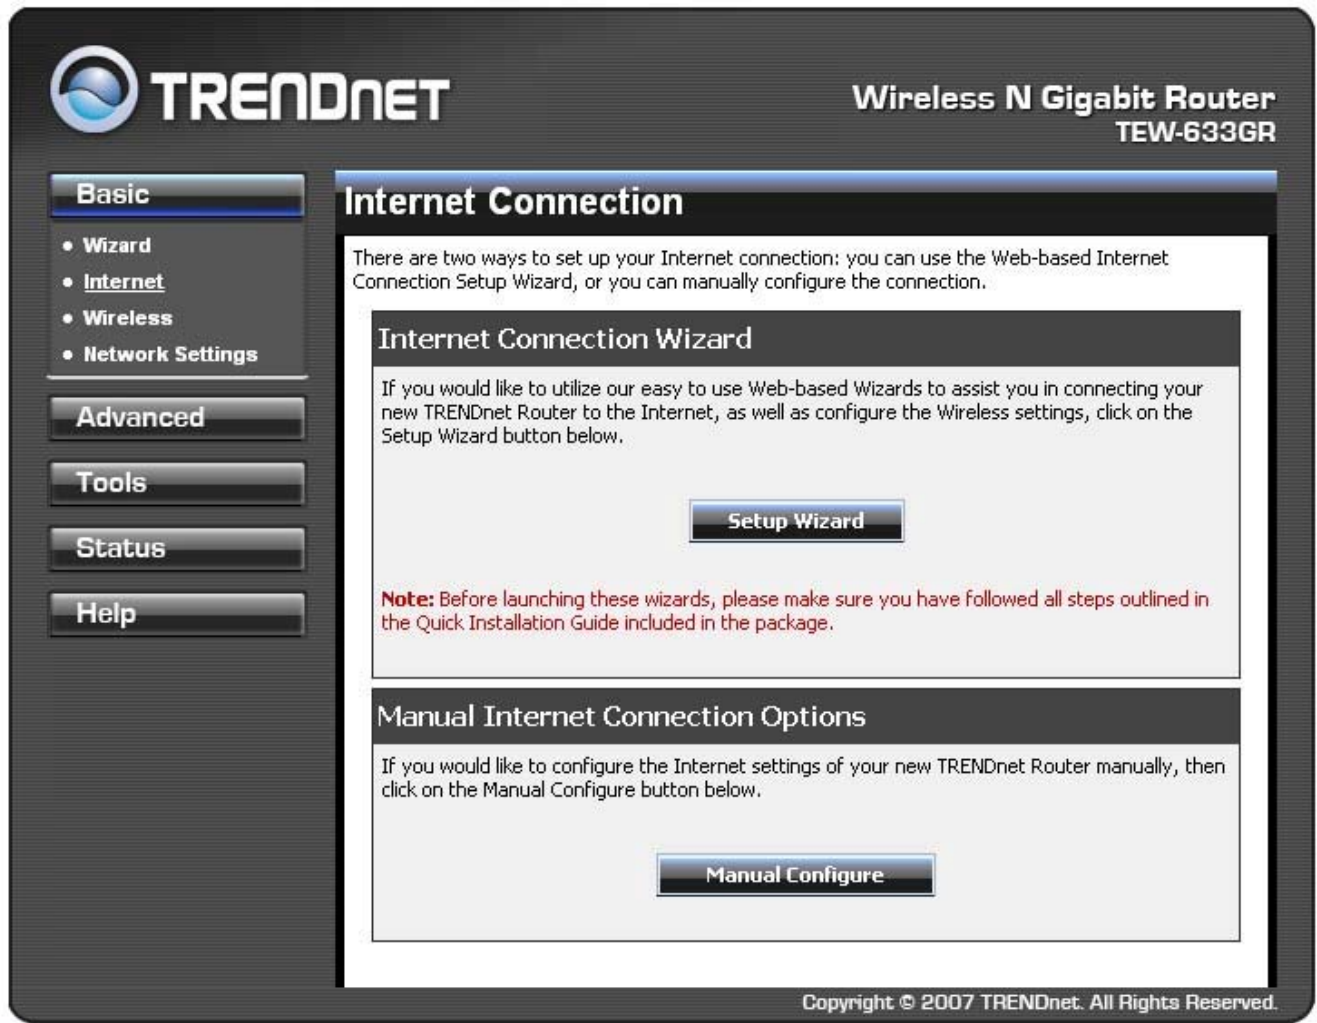 TRENDNET
Wireless N Gigabit Router
TEW-633GR
Basic
Wizard
Internet
Wireless
Network Settings
Advanced
Tools
Status
Help
Internet Connection
There are two ways to set up your Internet connection: you can use the Web-based Internet
Connection Setup Wizard, or you can manually configure the connection.
Internet Connection Wizard
If you would like to utilize our easy to use Web-based Wizards to assist you in connecting your
new TRENDnet Router to the Internet, as well as configure the Wireless settings, click on the
Setup Wizard button below.
Setup Wizard
Note: Before launching these wizards, please make sure you have followed all steps outlined in
the Quick Installation Guide included in the package.
Manual Internet Connection Options
If you would like to configure the Internet settings of your new TRENDnet Router manually, then
click on the Manual Configure button below.
Manual Configure
Copyright © 2007 TRENDnet. All Rights Reserved.